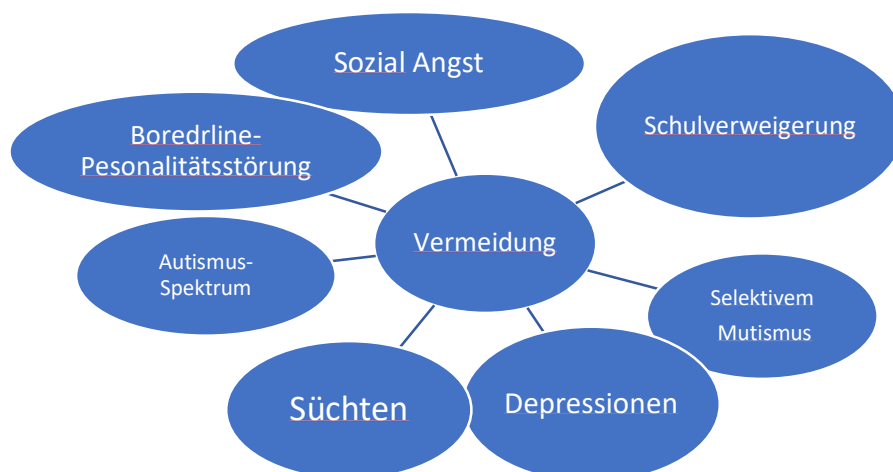 Sozial Angst
Schulverweigerung
Boredrline-
Pesonalitätsstörung
Vermeidung
Autismus-
Spektrum
Selektivem
Mutismus
Süchten
Depressionen